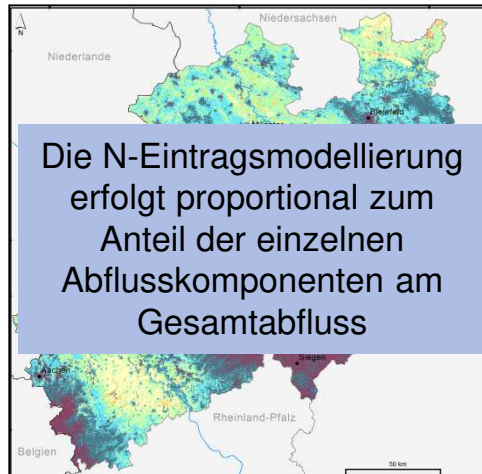 N
Niedersachsen
Niederlande
Bielefeld
Die N-Eintragsmodellierung
erfolgt proportional zum
Anteil der einzelnen
Abflusskomponenten am
Gesamtabfluss
Siegen
Aachen
Rheinland-Pfalz
Belgien
50 km